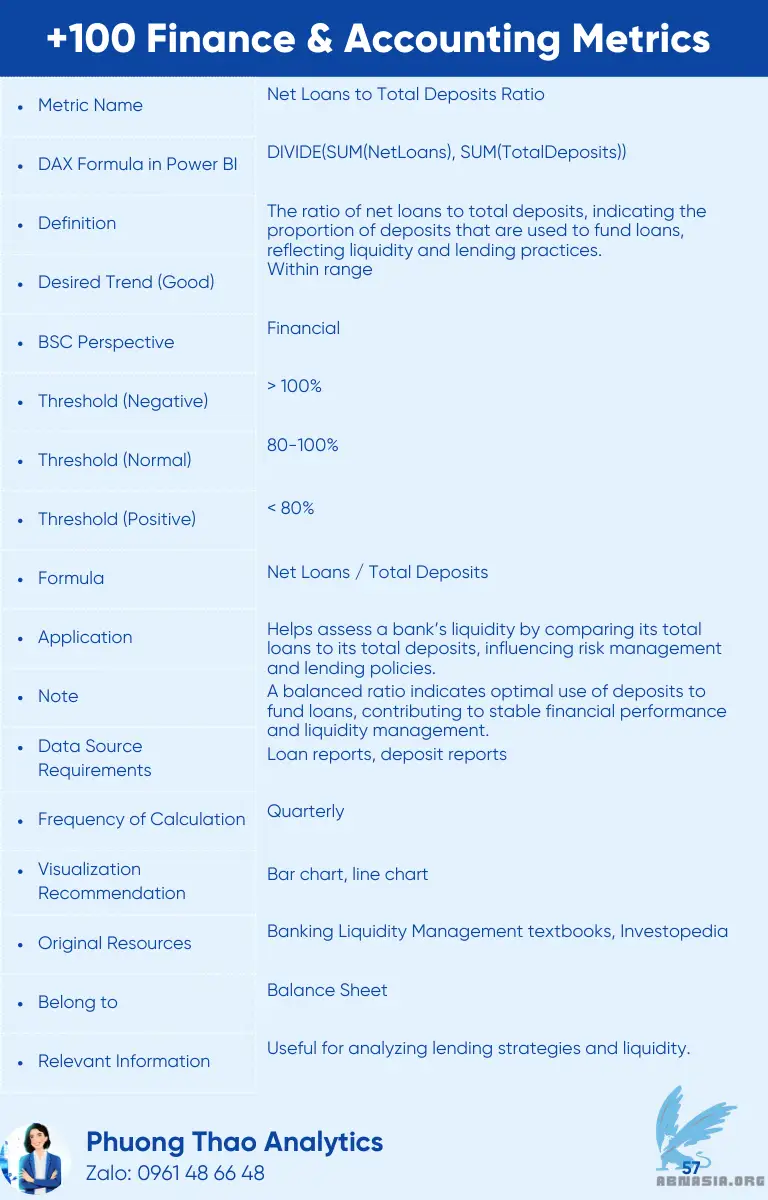 +100 Finance & Accounting Metrics
• Metric Name
Net Loans to Total Deposits Ratio
• DAX Formula in Power BI
DIVIDE(SUM(NetLoans), SUM(TotalDeposits))
• Definition
The ratio of net loans to total deposits, indicating the
proportion of deposits that are used to fund loans,
reflecting liquidity and lending practices.
• Desired Trend (Good)
Within range
• BSC Perspective
Financial
• Threshold (Negative)
> 100%
• Threshold (Normal)
80-100%
• Threshold (Positive)
< 80%
• Formula
Net Loans / Total Deposits
• Application
Helps assess a bank’s liquidity by comparing its total
loans to its total deposits, influencing risk management
and lending policies.
• Note
A balanced ratio indicates optimal use of deposits to
fund loans, contributing to stable financial performance
and liquidity management.
• Data Source
Requirements
Loan reports, deposit reports
• Frequency of Calculation
Quarterly
• Visualization
Recommendation
Bar chart, line chart
• Original Resources
Banking Liquidity Management textbooks, Investopedia
• Belong to
Balance Sheet
• Relevant Information
Useful for analyzing lending strategies and liquidity.
Phuong Thao Analytics
Zalo: 0961 48 66 48
57
ABNASIA.ORG